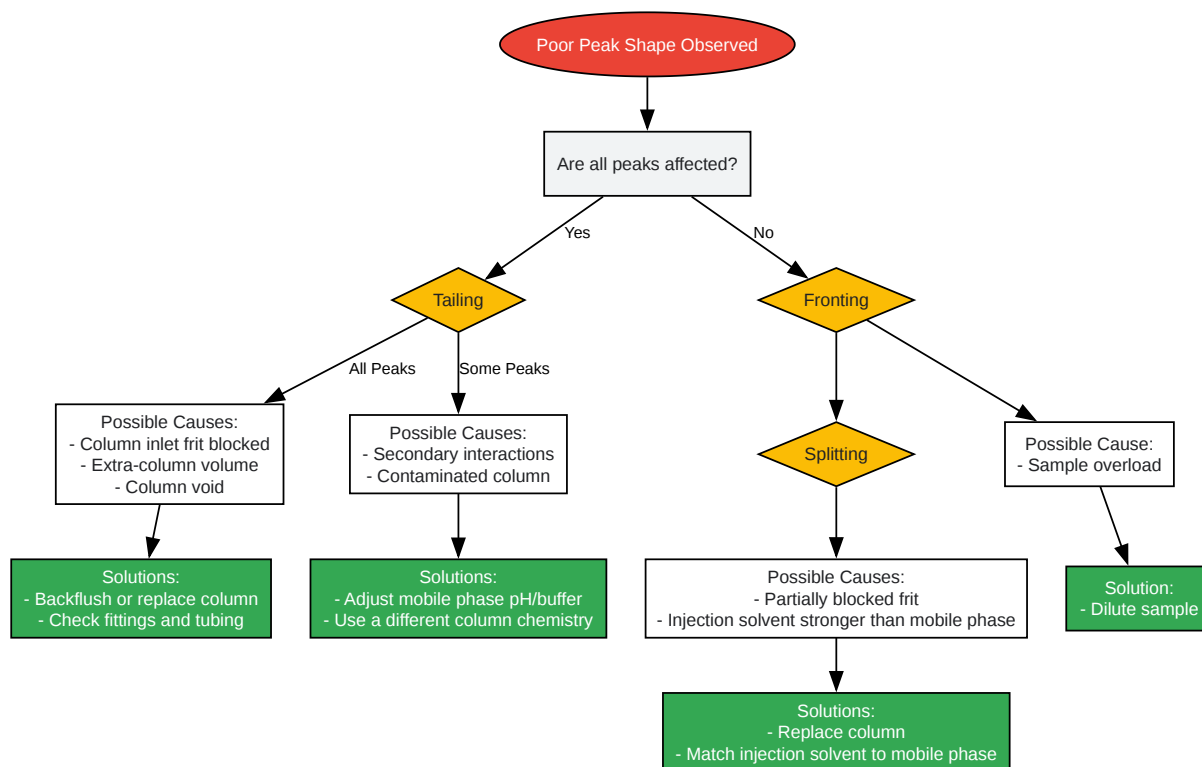 Poor Peak Shape Observed
Are all peaks affected?
Yes
No
Tailing
Fronting
All Peaks
Some Peaks
Possible Causes:
- Column inlet frit blocked
- Extra-column volume
- Column void
Possible Causes:
- Secondary interactions
- Contaminated column
Splitting
Possible Cause:
- Sample overload
Solutions:
- Backflush or replace column
- Check fittings and tubing
Solutions:
- Adjust mobile phase pH/buffer
- Use a different column chemistry
Possible Causes:
- Partially blocked frit
- Injection solvent stronger than mobile phase
Solution:
- Dilute sample
Solutions:
- Replace column
- Match injection solvent to mobile phase